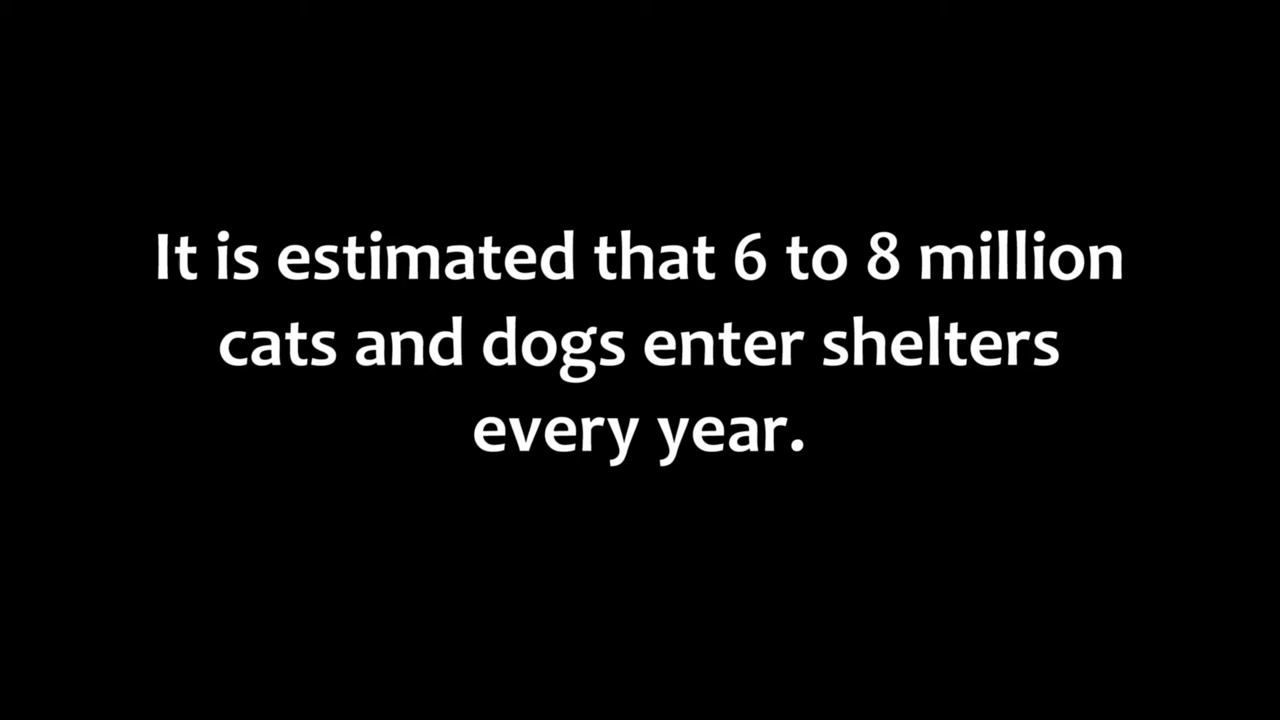 It is estimated that 6 to 8 million
cats and dogs enter shelters
every year.